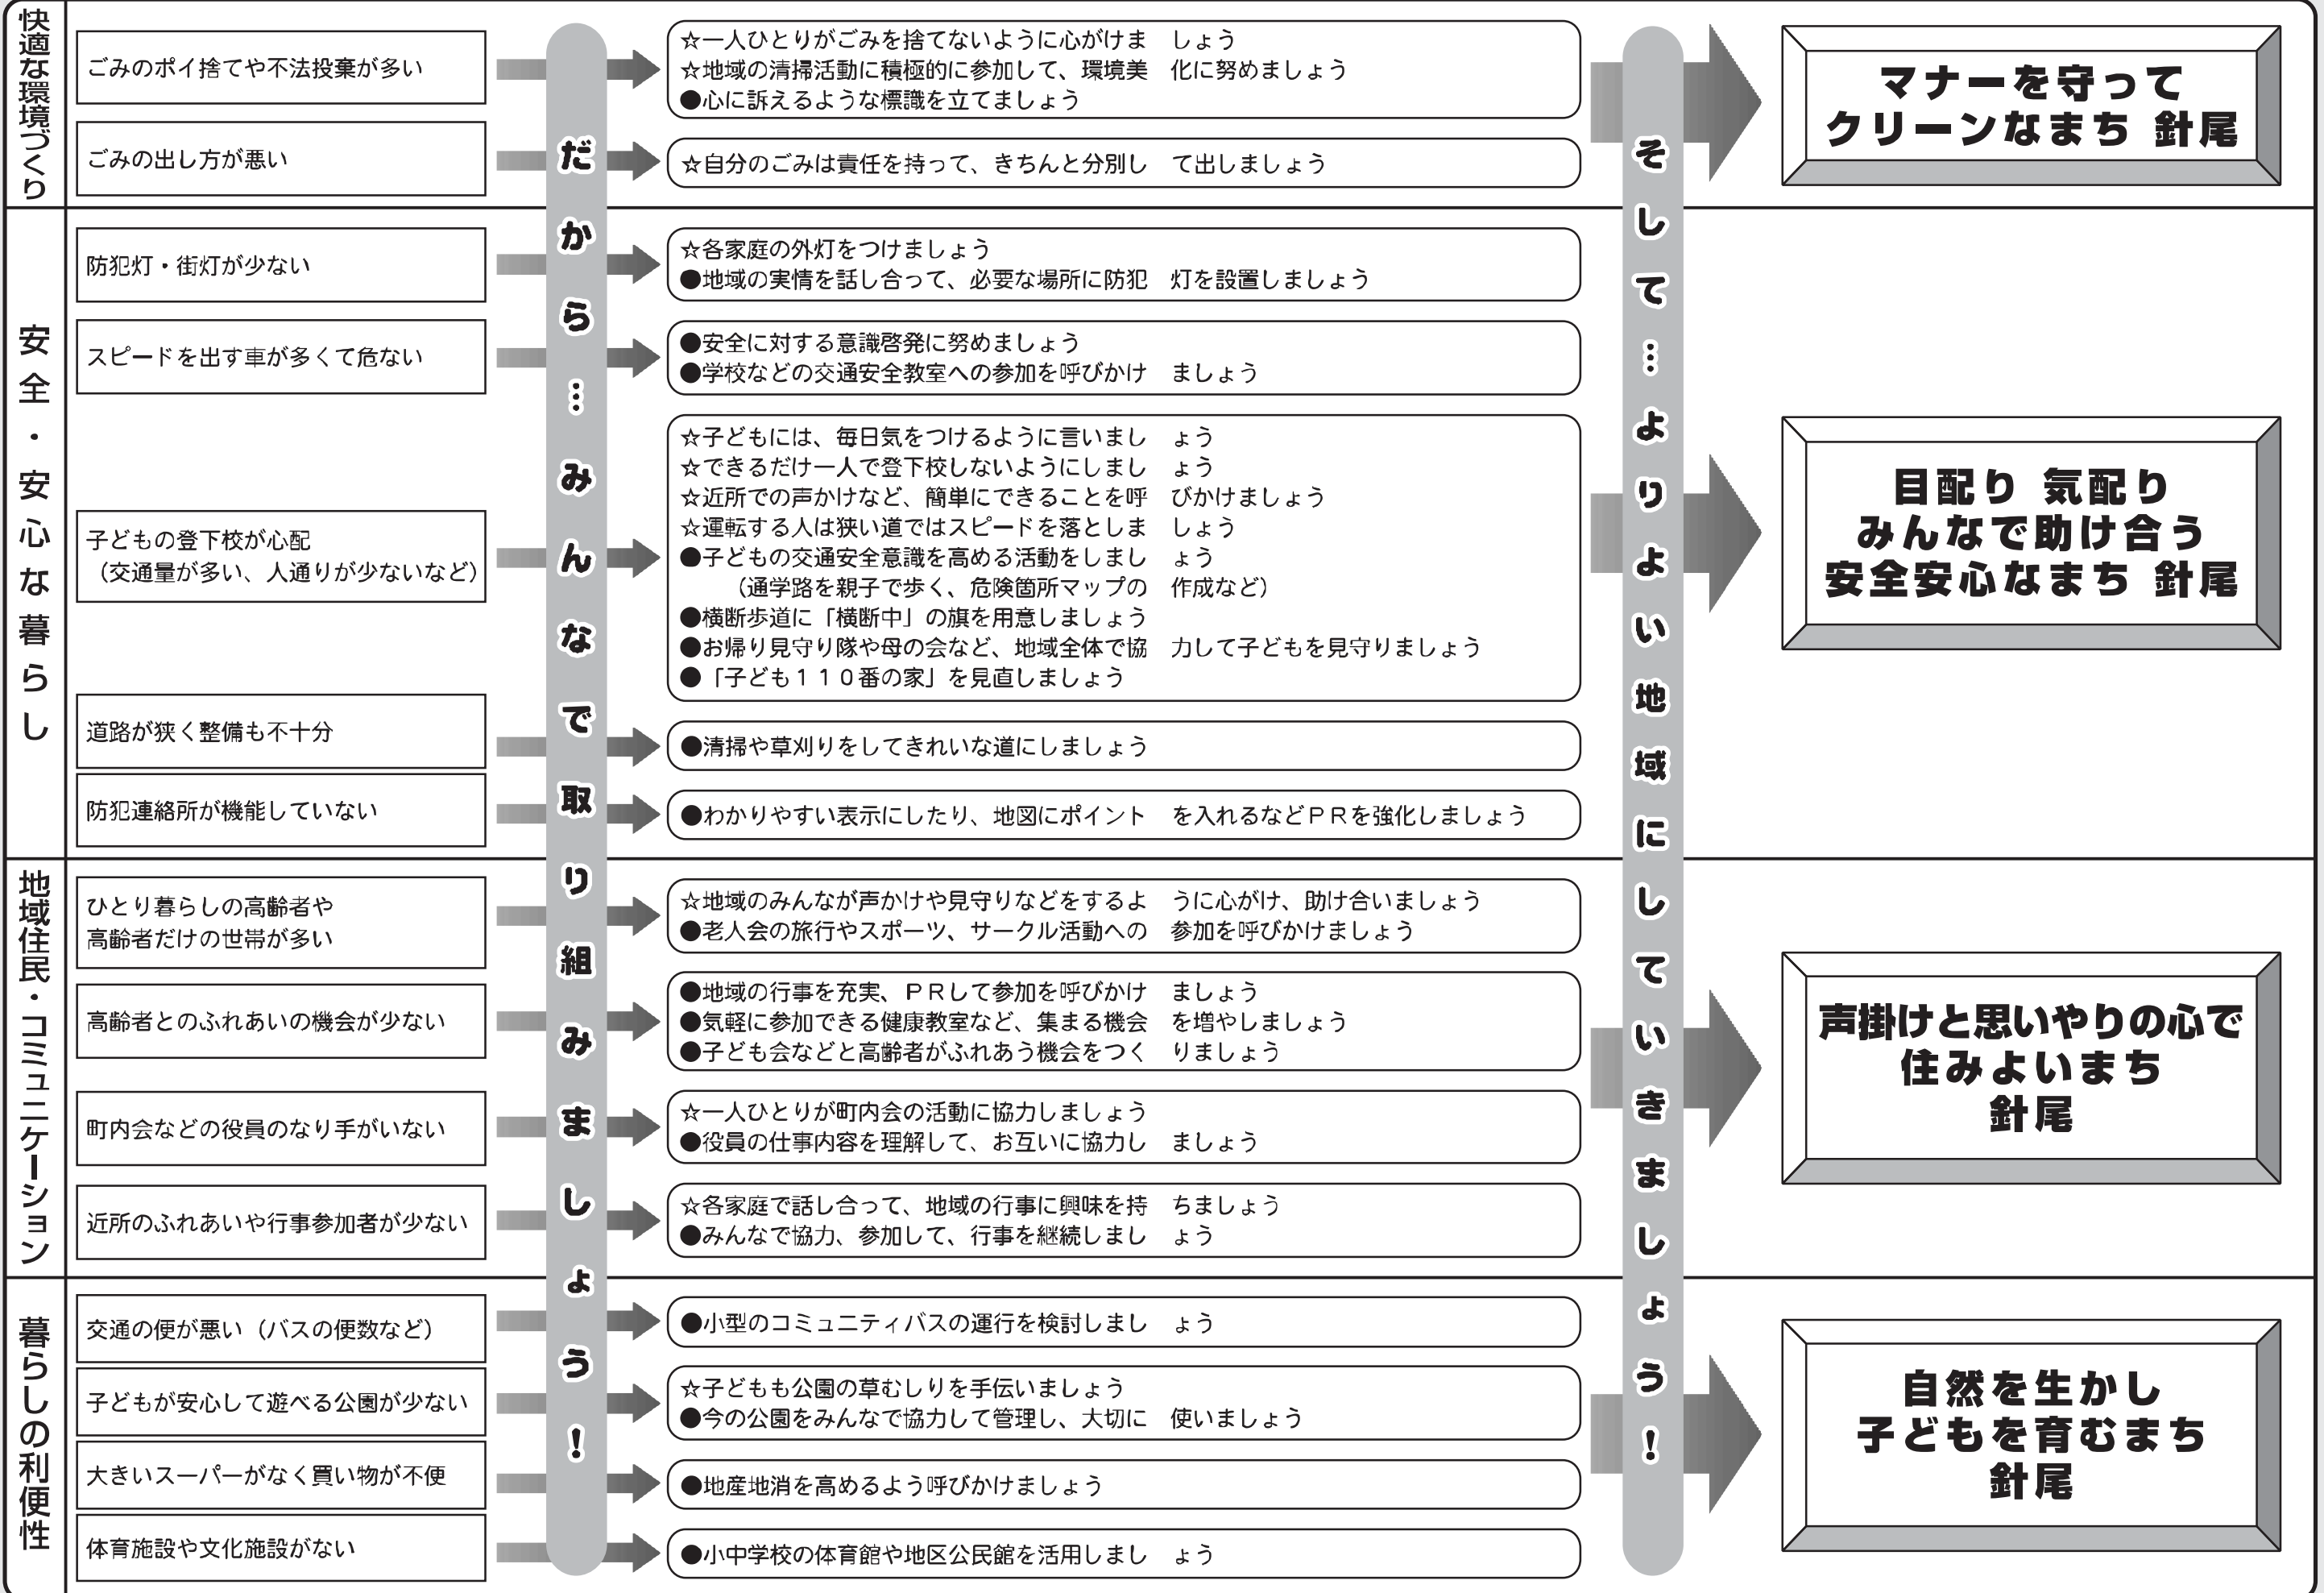 快適な環境づくり
ごみのポイ捨てや不法投棄が多い
☆一人ひとりがごみを捨てないように心がけま しょう
☆地域の清掃活動に積極的に参加して、環境美 化に努めましょう
●心に訴えるような標識を立てましょう
ごみの出し方が悪い
☆自分のごみは責任を持って、きちんと分別し て出しましょう
マナーを守って
クリーンなまち 針尾
安全・安心な暮らし
防犯灯・街灯が少ない
☆各家庭の外灯をつけましょう
●地域の実情を話し合って、必要な場所に防犯 灯を設置しましょう
スピードを出す車が多くて危ない
●安全に対する意識啓発に努めましょう
●学校などの交通安全教室への参加を呼びかけ ましょう
子どもの登下校が心配
（交通量が多い、人通りが少ないなど）
☆子どもには、毎日気をつけるように言いまし ょう
☆できるだけ一人で登下校しないようにしまし ょう
☆近所での声かけなど、簡単にできることを呼 びかけましょう
☆運転する人は狭い道ではスピードを落としま しょう
●子どもの交通安全意識を高める活動をしまし ょう
（通学路を親子で歩く、危険箇所マップの 作成など）
●横断歩道に「横断中」の旗を用意しましょう
●お帰り見守り隊や母の会など、地域全体で協 力して子どもを見守りましょう
●「子ども１１０番の家」を見直しましょう
道路が狭く整備も不十分
●清掃や草刈りをしてきれいな道にしましょう
防犯連絡所が機能していない
●わかりやすい表示にしたり、地図にポイント を入れるなどＰＲを強化しましょう
目配り 気配り
みんなで助け合う
安全安心なまち 針尾
地域住民・コミュニケーション
ひとり暮らしの高齢者や
高齢者だけの世帯が多い
☆地域のみんなが声かけや見守りなどをするよ うに心がけ、助け合いましょう
●老人会の旅行やスポーツ、サークル活動への 参加を呼びかけましょう
高齢者とのふれあいの機会が少ない
●地域の行事を充実、ＰＲして参加を呼びかけ ましょう
●気軽に参加できる健康教室など、集まる機会 を増やしましょう
●子ども会などと高齢者がふれあう機会をつく りましょう
町内会などの役員のなり手がいない
☆一人ひとりが町内会の活動に協力しましょう
●役員の仕事内容を理解して、お互いに協力し ましょう
近所のふれあいや行事参加者が少ない
☆各家庭で話し合って、地域の行事に興味を持 ちましょう
●みんなで協力、参加して、行事を継続しまし ょう
声掛けと思いやりの心で
住みよいまち
針尾
暮らしの利便性
交通の便が悪い（バスの便数など）
●小型のコミュニティバスの運行を検討しまし ょう
子どもが安心して遊べる公園が少ない
☆子どもも公園の草むしりを手伝いましょう
●今の公園をみんなで協力して管理し、大切に 使いましょう
大きいスーパーがなく買い物が不便
●地産地消を高めるよう呼びかけましょう
体育施設や文化施設がない
●小中学校の体育館や地区公民館を活用しまし ょう
自然を生かし
子どもを育むまち
針尾
だから…みんなで取り組みましょう！
そして…よりよい地域にしていきましょう！